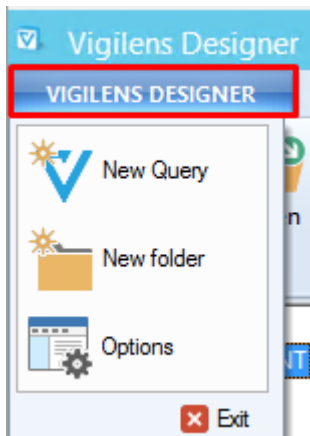 Vigilens Designer
VIGILENS DESIGNER
New Query
New folder
Options
Exit